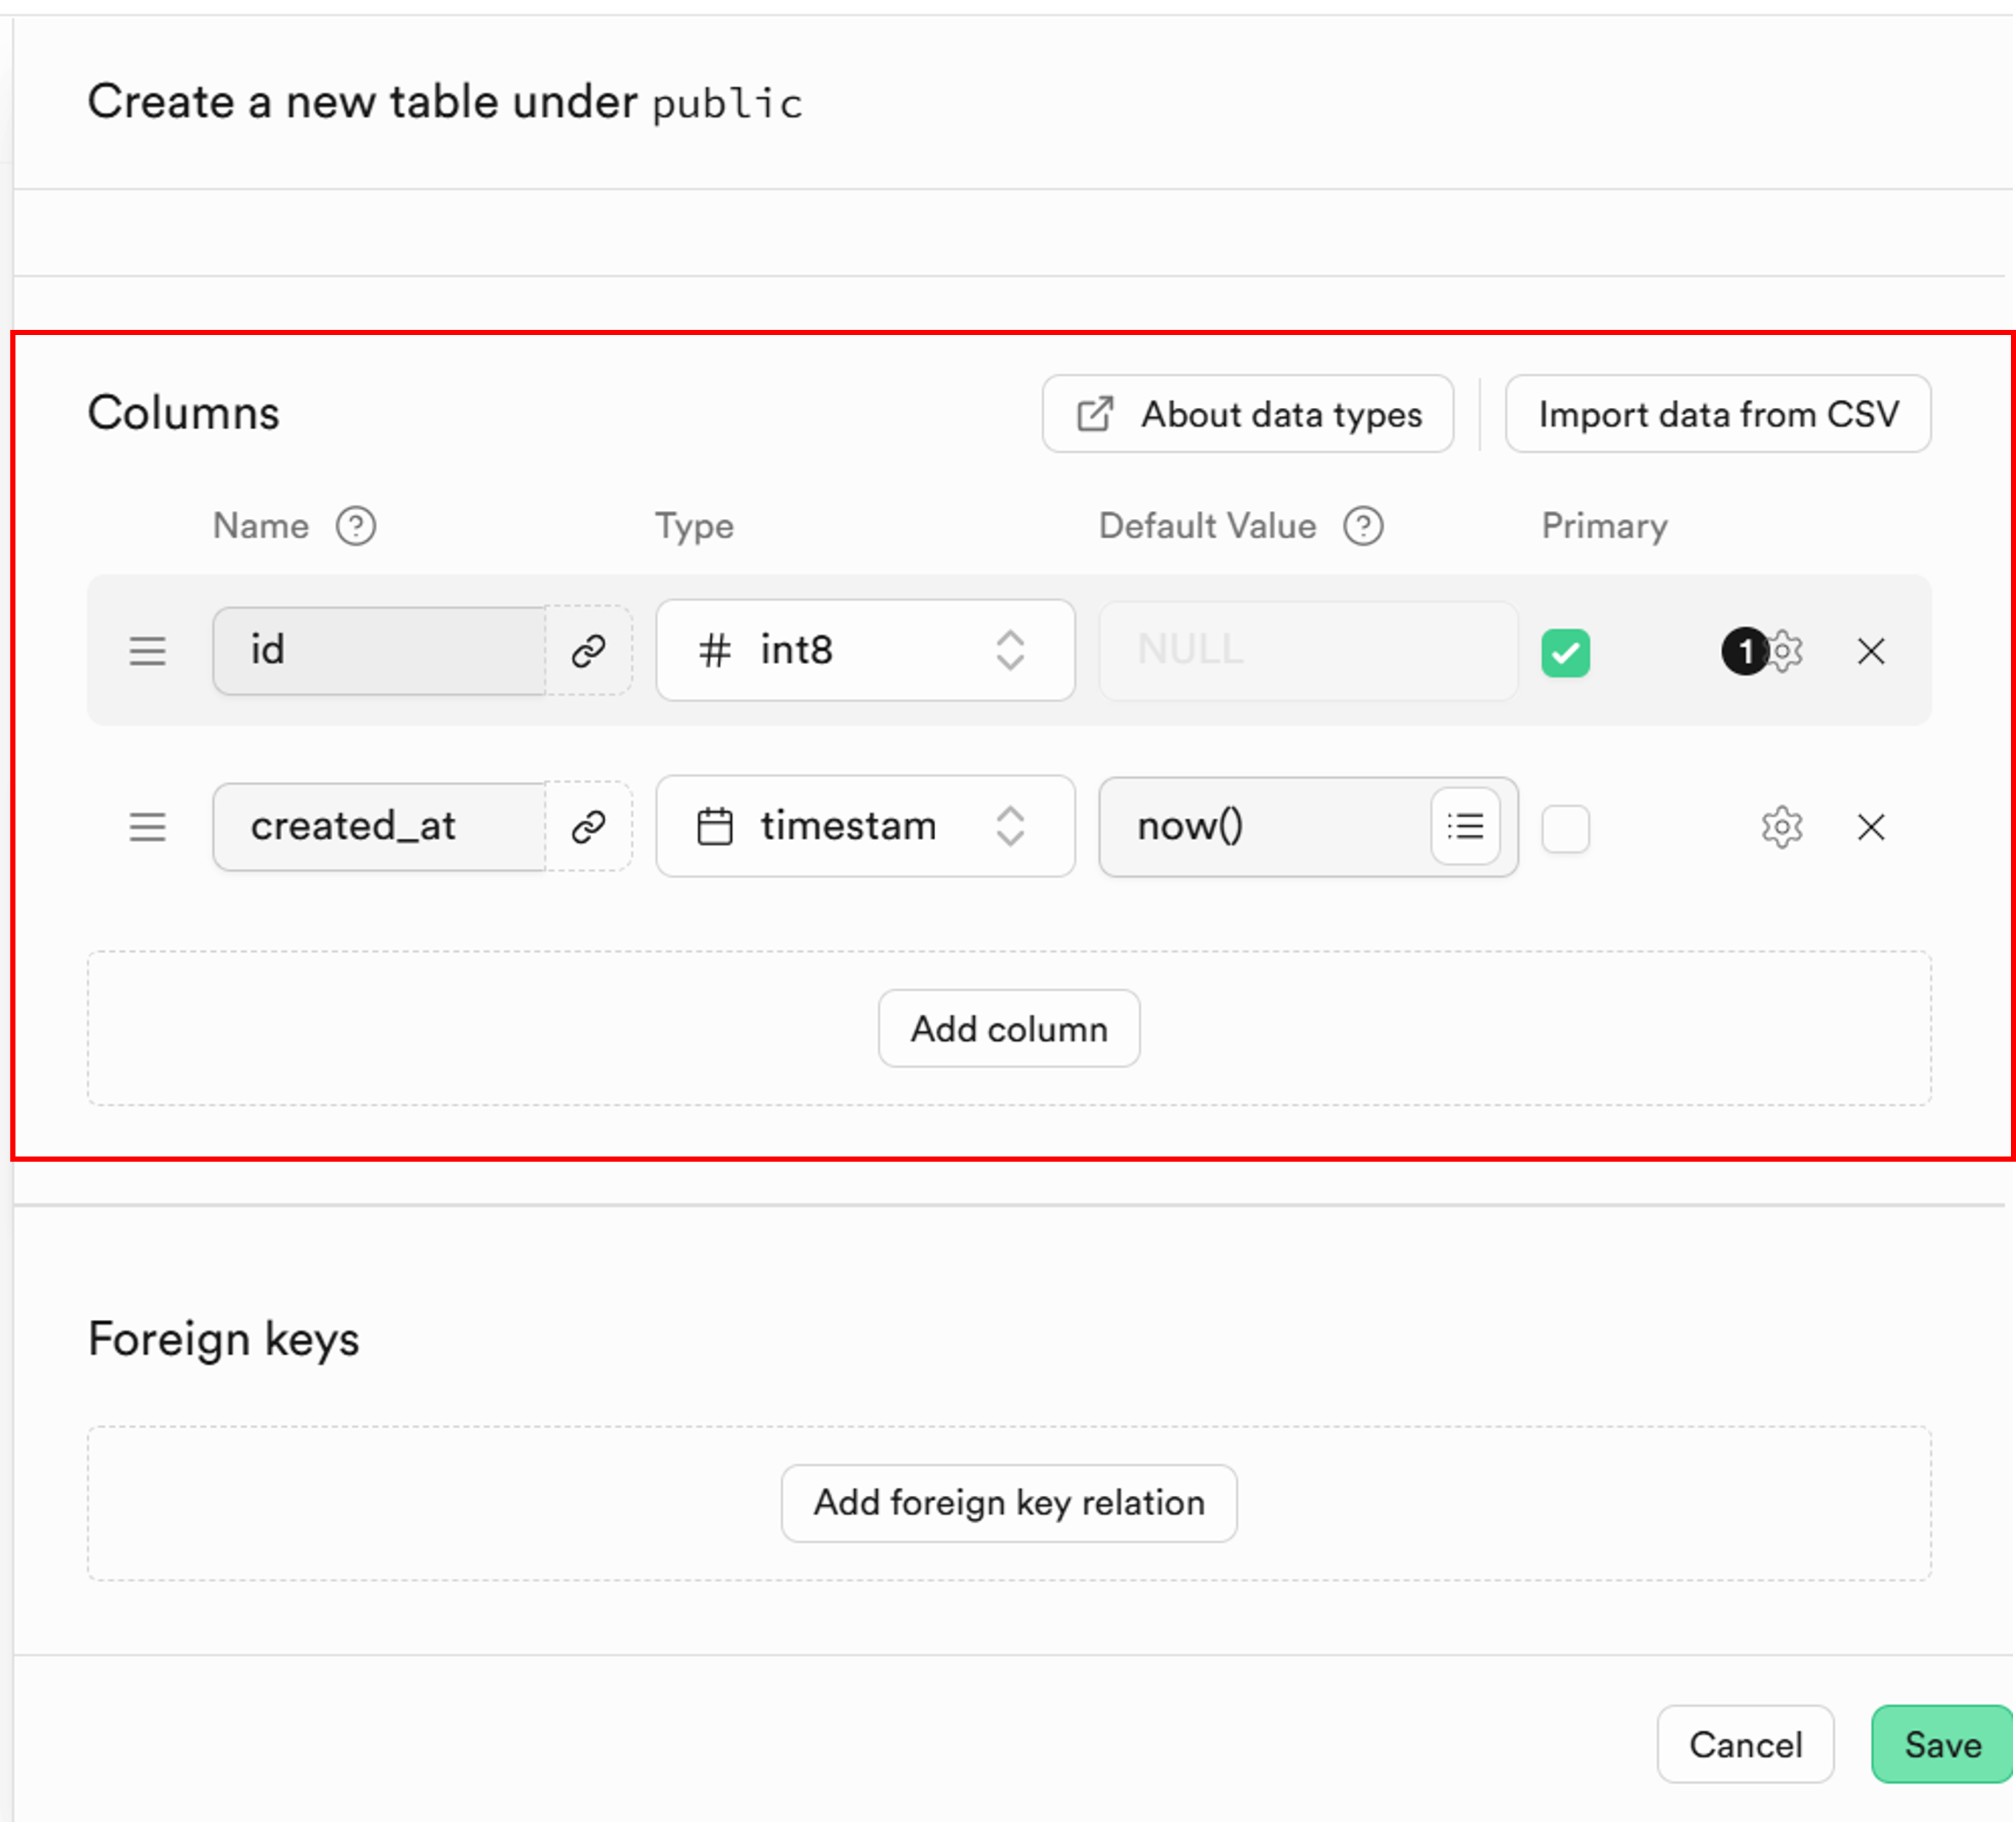 Create a new table under public
Columns
About data types
Import data from CSV
Name
Type
Default Value
Primary
id
# int8
NULL
1
created_at
timestam
now()
Add column
Foreign keys
Add foreign key relation
Cancel
Save